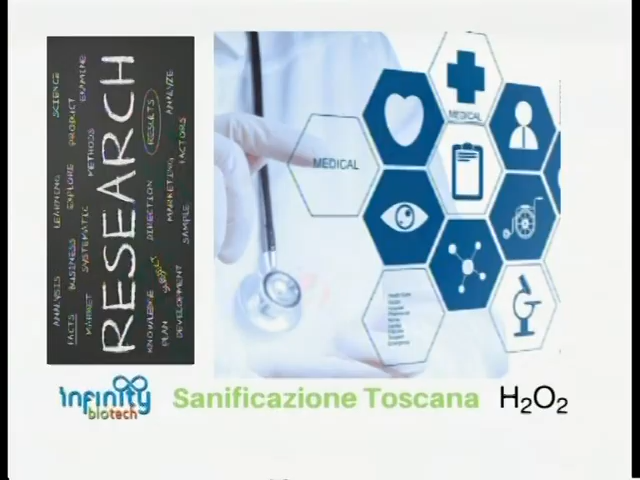 SCIENCE
PRODUCT
EXAMINE
LEARNING
EXPLORE
METHODS
ANALYSIS
BUSINESS
SYSTEMATIC
FACTS
MARKET
RESEARCH
RESULTS
ANALYZE
FACTORS
DIRECTION
MARKETING
SAMPLE
KNOWLEDGE
SUBJECT
PLAN
DEVELOPMENT
MEDICAL
MEDICAL
infinity
biotech
Sanificazione Toscana
H₂O₂